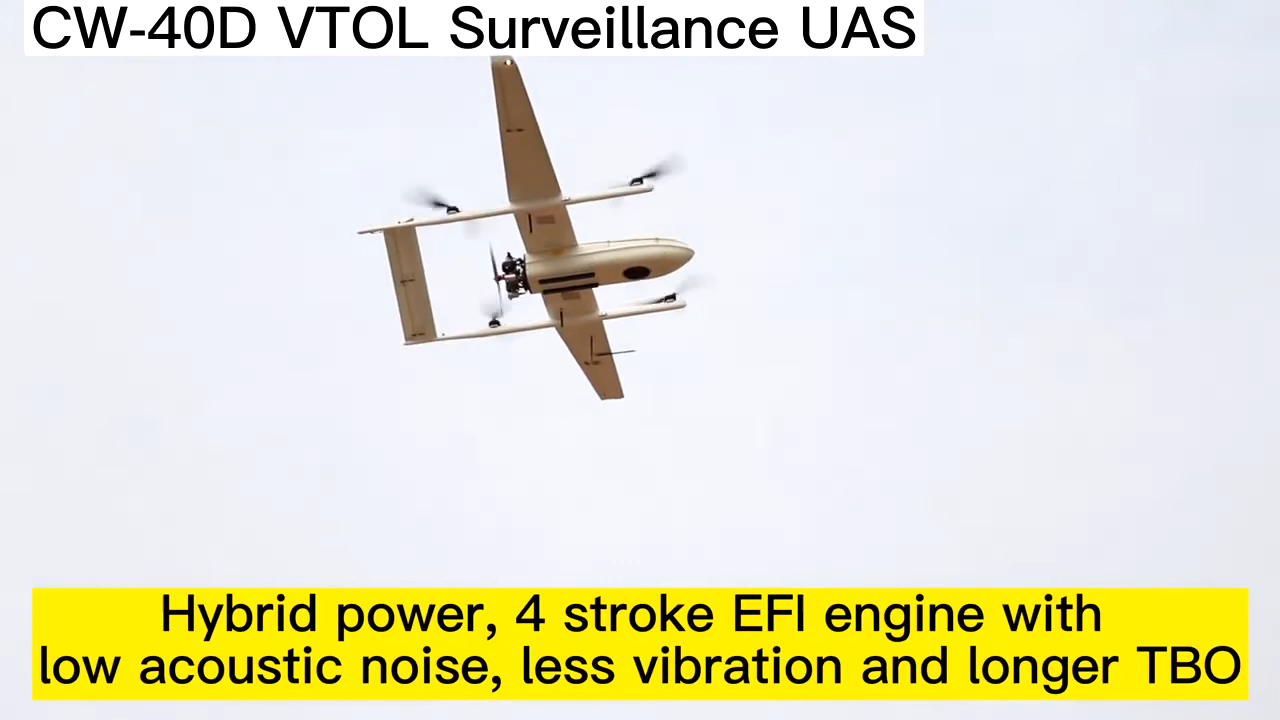 CW-40D VTOL Surveillance UAS
Hybrid power, 4 stroke EFI engine with
low acoustic noise, less vibration and longer TBO